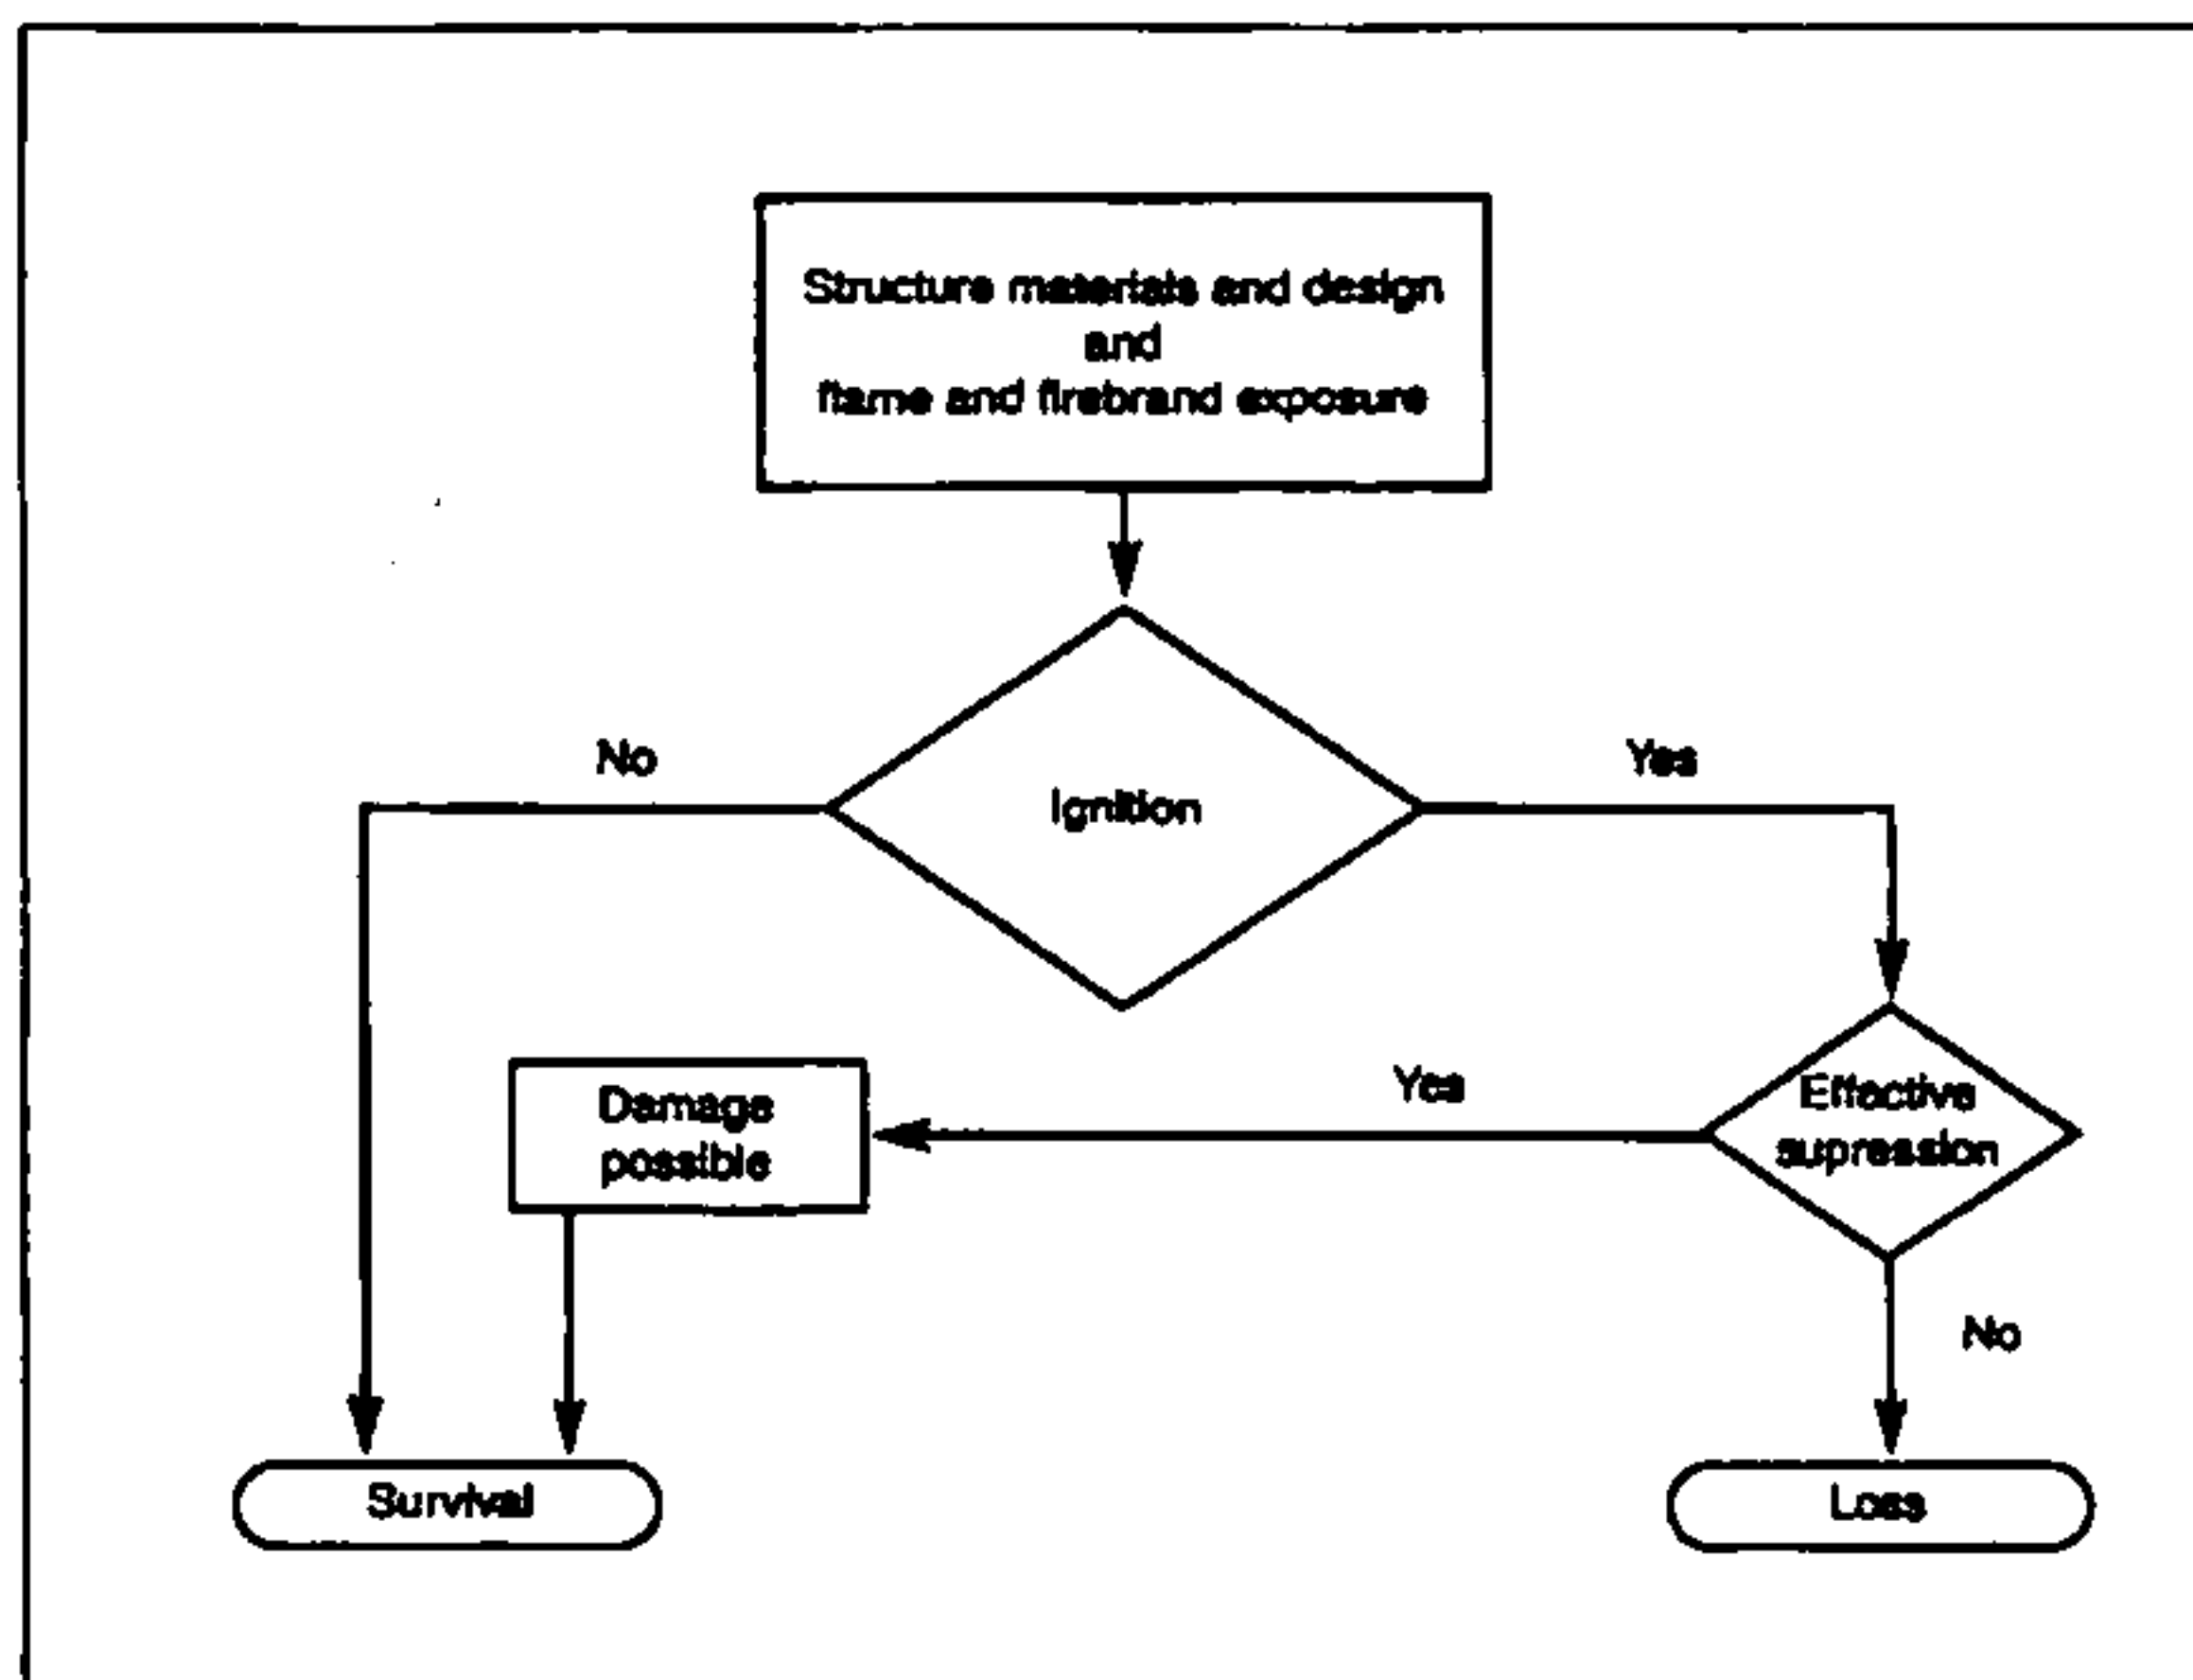 Structure materials and design
and
flame and firebrand exposure
No
Yes
Ignition
Damage
possible
Yes
Effective
supression
No
Survival
Loss